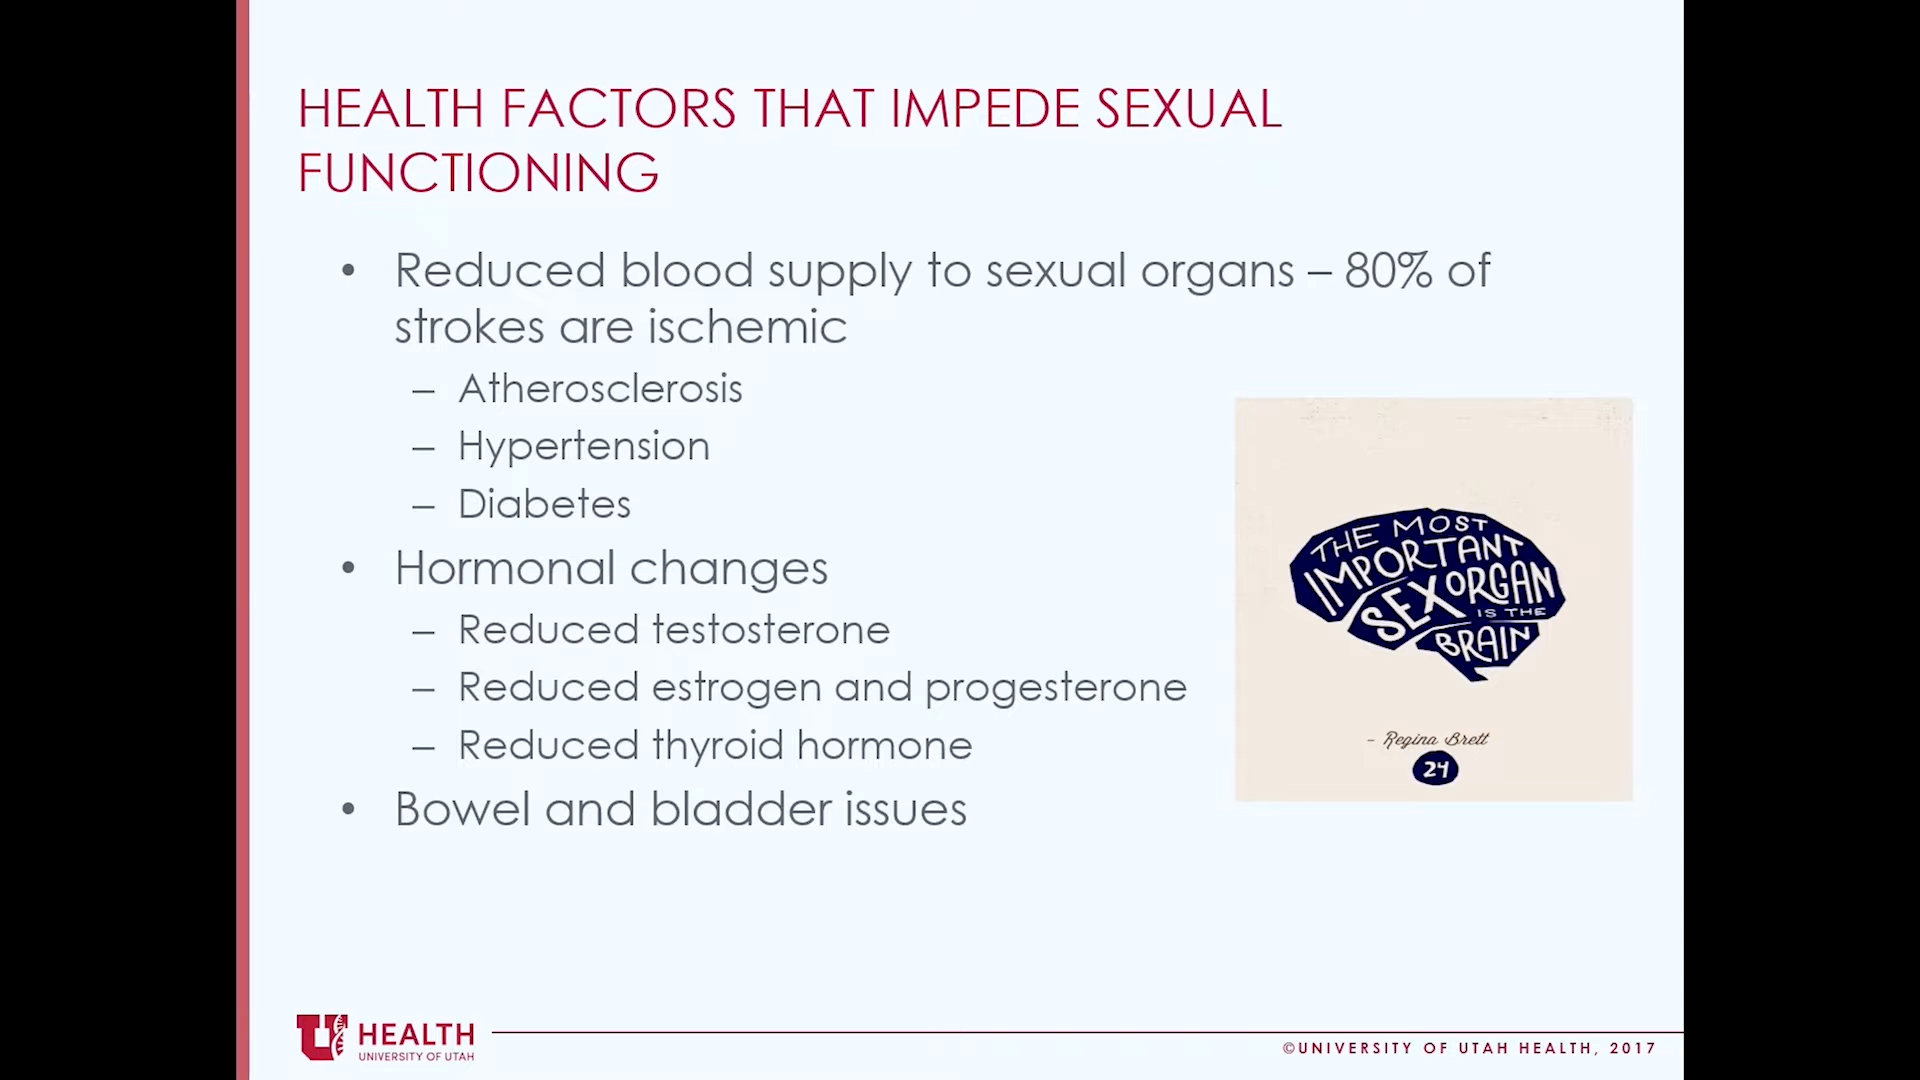 HEALTH FACTORS THAT IMPEDE SEXUAL
FUNCTIONING
• Reduced blood supply to sexual organs – 80% of
strokes are ischemic
– Atherosclerosis
– Hypertension
– Diabetes
• Hormonal changes
– Reduced testosterone
– Reduced estrogen and progesterone
– Reduced thyroid hormone
• Bowel and bladder issues
THE MOST
IMPORTANT
SEX ORGAN
IS THE
BRAIN
- Regina Brett
24
U HEALTH
UNIVERSITY OF UTAH
©UNIVERSITY OF UTAH HEALTH, 2017